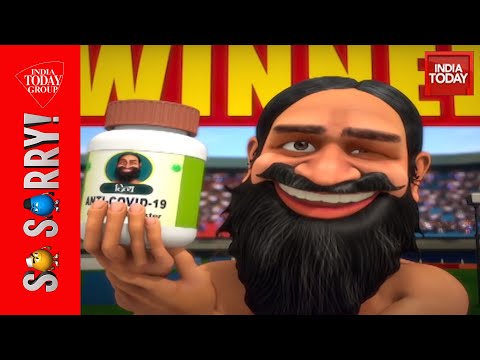 INDIA
TODAY
GROUP
SO SORRY!
WINNE
INDIA
TODAY
ANTI-COVID-19